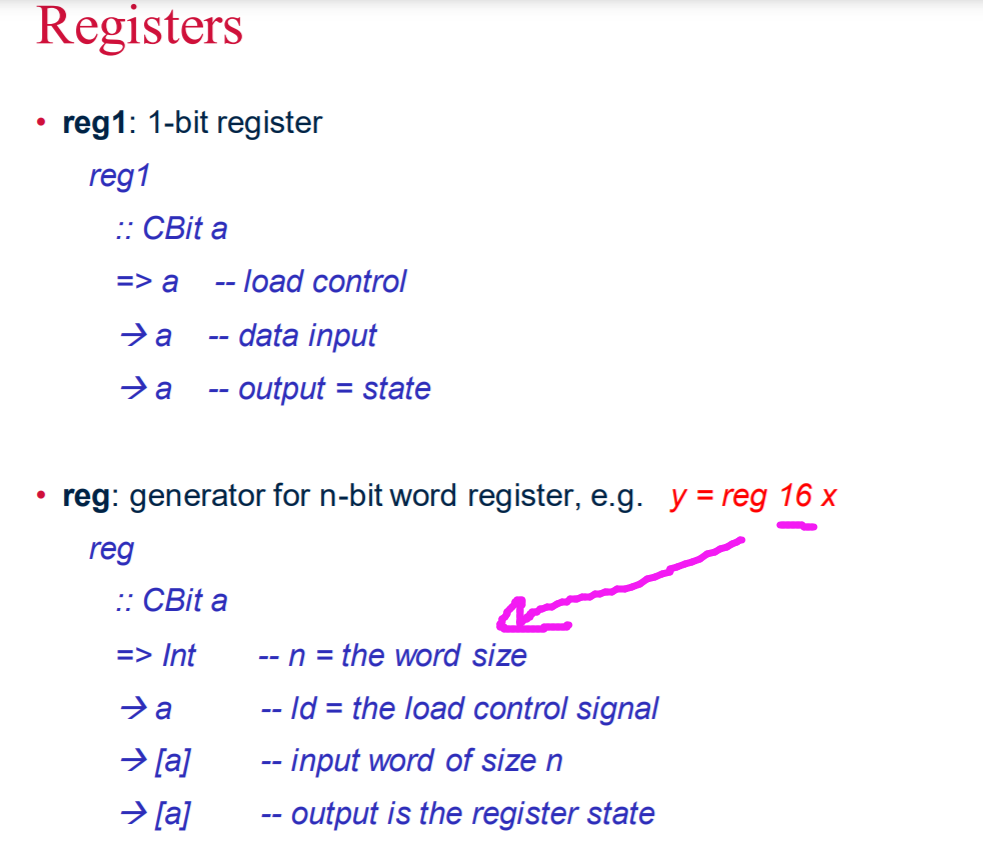 Registers
• reg1: 1-bit register
reg1
:: CBit a
=> a -- load control
→ a -- data input
→ a -- output = state
• reg: generator for n-bit word register, e.g. y = reg 16 x
reg
:: CBit a
=> Int -- n = the word size
→ a -- ld = the load control signal
→ [a] -- input word of size n
→ [a] -- output is the register state